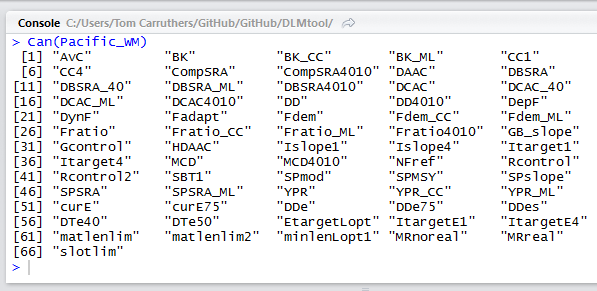 Console C:/Users/Tom Carruthers/GitHub/GitHub/DLMtool/
> Can(Pacific_WM)
[1] "AvC" "BK" "BK_CC" "BK_ML" "CC1"
[6] "CC4" "CompSRA" "CompSRA4010" "DAAC" "DBSRA"
[11] "DBSRA_40" "DBSRA_ML" "DBSRA4010" "DCAC" "DCAC_40"
[16] "DCAC_ML" "DCAC4010" "DD" "DD4010" "DepF"
[21] "DynF" "Fadapt" "Fdem" "Fdem_CC" "Fdem_ML"
[26] "Fratio" "Fratio_CC" "Fratio_ML" "Fratio4010" "GB_slope"
[31] "Gcontrol" "HDAAC" "Islope1" "Islope4" "Itarget1"
[36] "Itarget4" "MCD" "MCD4010" "NFref" "Rcontrol"
[41] "Rcontrol2" "SBT1" "SPmod" "SPMSY" "SPslope"
[46] "SPSRA" "SPSRA_ML" "YPR" "YPR_CC" "YPR_ML"
[51] "curE" "curE75" "DDe" "DDe75" "DDes"
[56] "DTe40" "DTe50" "EtargetLopt" "ItargetE1" "ItargetE4"
[61] "matlenlim" "matlenlim2" "minlenLopt1" "MRnoreal" "MRreal"
[66] "slotlim"
>